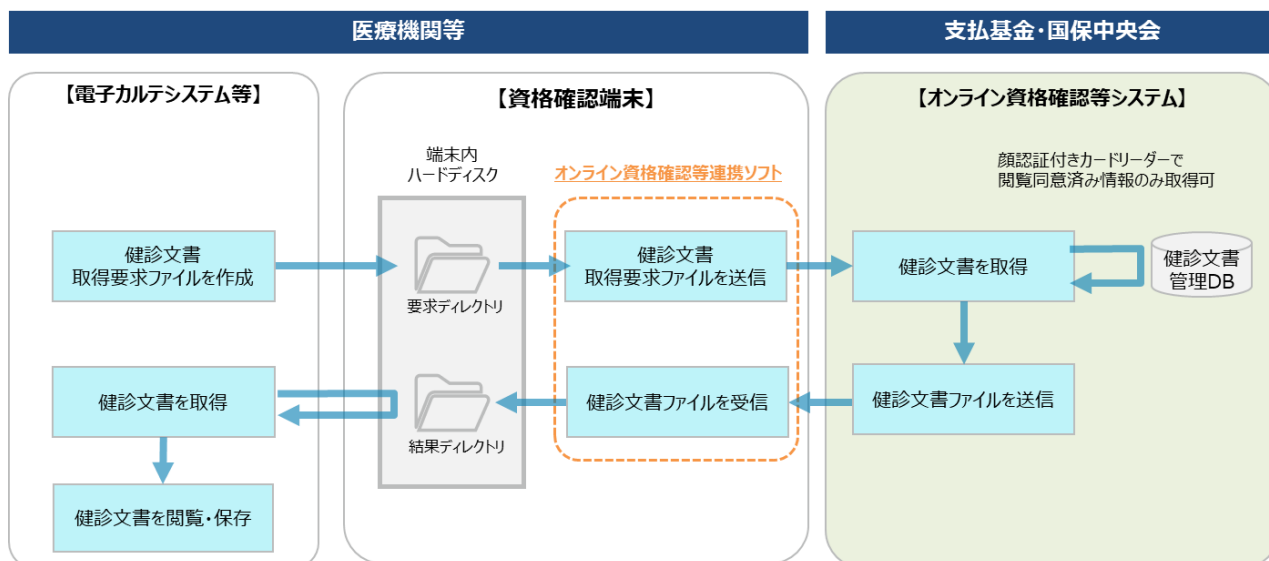 医療機関等
支払基金・国保中央会
【電子カルテシステム等】
【資格確認端末】
【オンライン資格確認等システム】
端末内
ハードディスク
オンライン資格確認等連携ソフト
顔認証付きカードリーダーで
閲覧同意済み情報のみ取得可
健診文書
取得要求ファイルを作成
要求ディレクトリ
健診文書
取得要求ファイルを送信
健診文書を取得
健診文書
管理DB
健診文書を取得
結果ディレクトリ
健診文書ファイルを受信
健診文書ファイルを送信
健診文書を閲覧・保存